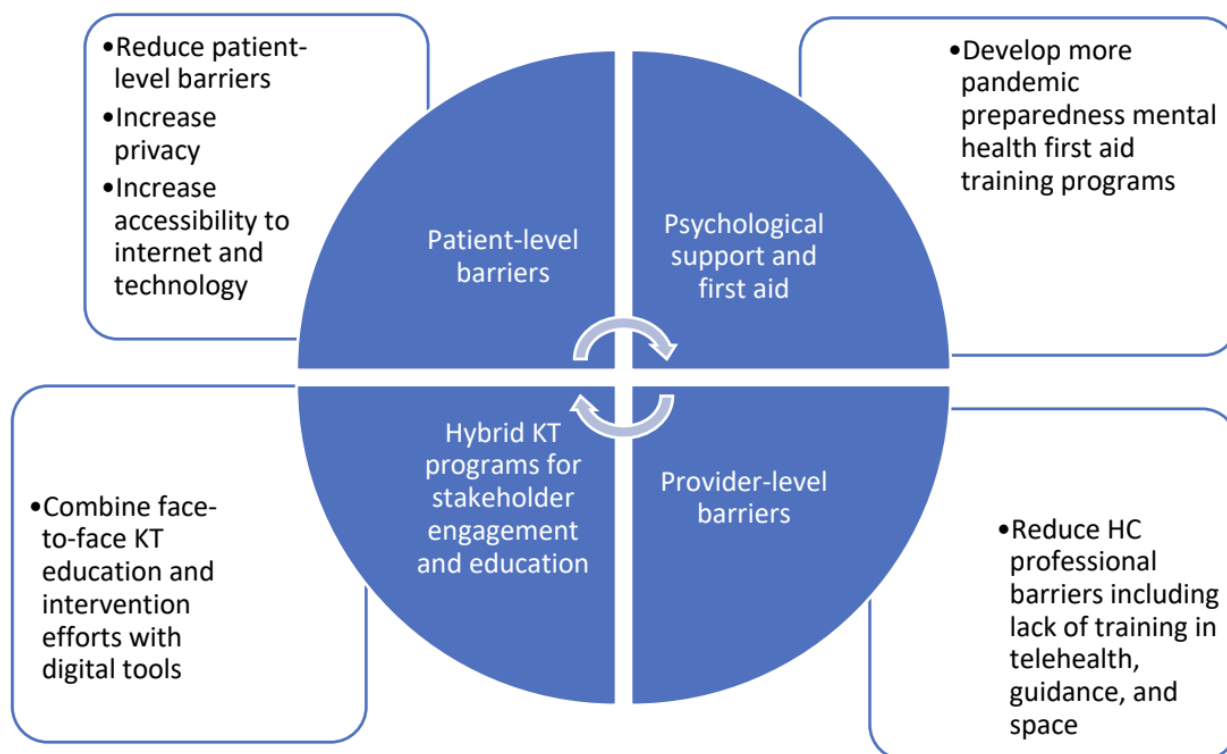 •Reduce patient-
level barriers
•Increase
privacy
•Increase
accessibility to
internet and
technology
Patient-level
barriers
Psychological
support and
first aid
•Develop more
pandemic
preparedness mental
health first aid
training programs
•Combine face-
to-face KT
education and
intervention
efforts with
digital tools
Hybrid KT
programs for
stakeholder
engagement
and education
Provider-level
barriers
•Reduce HC
professional
barriers including
lack of training in
telehealth,
guidance, and
space